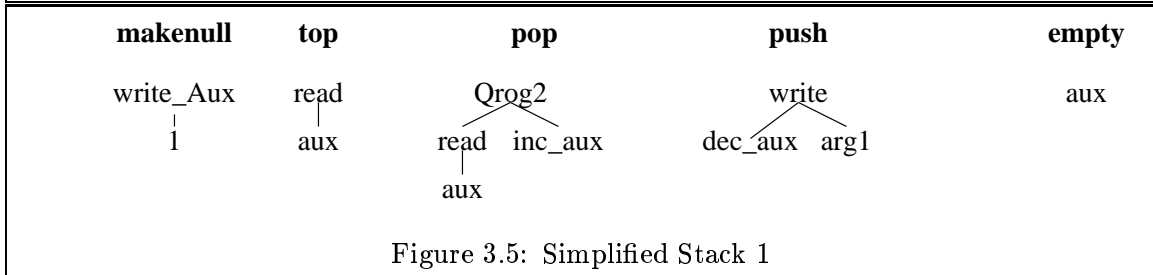 makenull top pop push empty
write_Aux read Qrog2 write aux
1 aux read inc_aux dec_aux arg1
aux
Figure 3.5: Simplified Stack 1